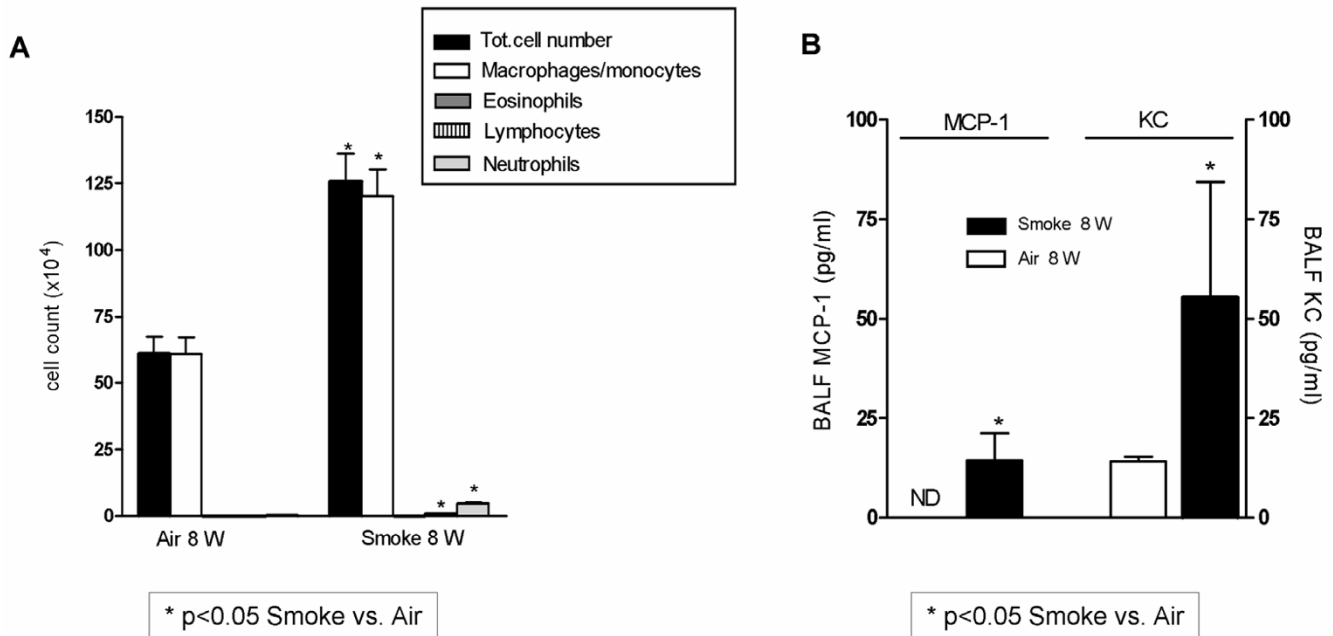 A
Tot.cell number
Macrophages/monocytes
Eosinophils
Lymphocytes
Neutrophils
cell count (x10⁴)
150
125
100
75
50
25
0
* *
* *
Air 8 W Smoke 8 W
* p<0.05 Smoke vs. Air
B
MCP-1 KC
BALF MCP-1 (pg/ml)
100
75
50
25
0
Smoke 8 W
Air 8 W
ND
*
*
100
75
50
25
0
BALF KC (pg/ml)
* p<0.05 Smoke vs. Air